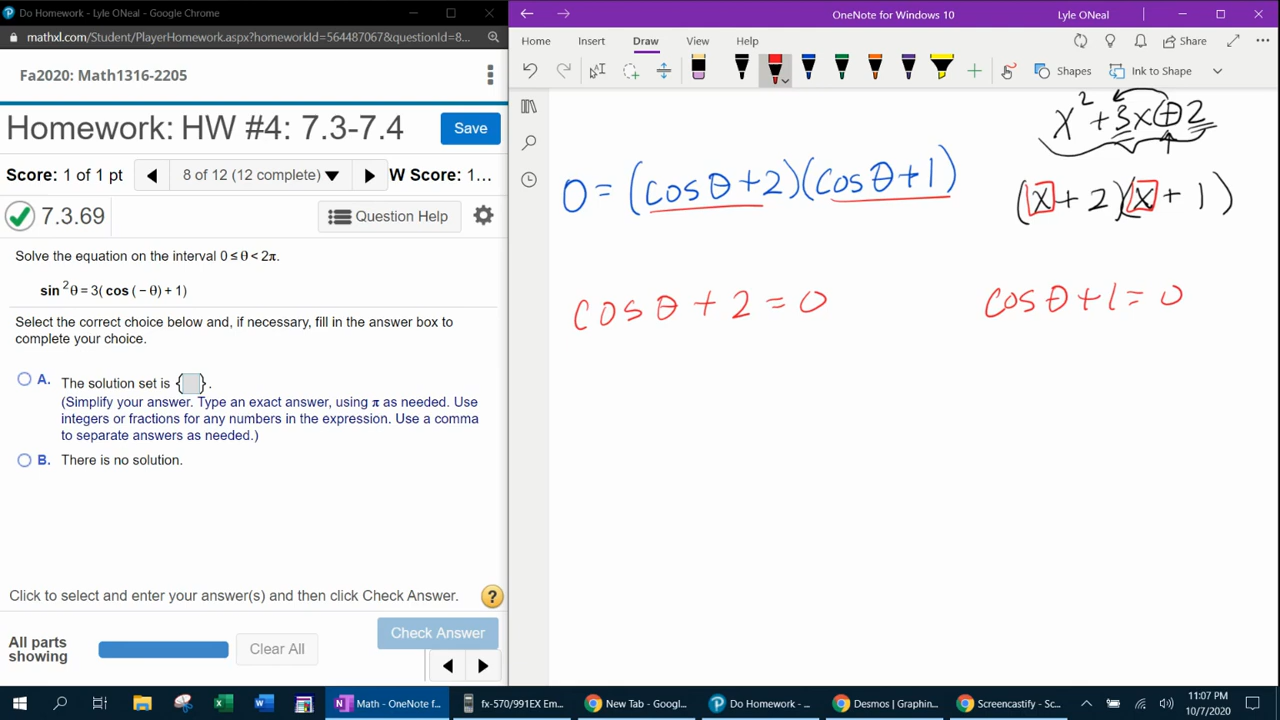 Do Homework - Lyle ONeal - Google Chrome
mathxl.com/Student/PlayerHomework.aspx?homeworkId=564487067&questionId=8...
Fa2020: Math1316-2205
Homework: HW #4: 7.3-7.4
Save
Score: 1 of 1 pt
8 of 12 (12 complete)
W Score: 1...
7.3.69
Question Help
Solve the equation on the interval 0 ≤ θ < 2π.
sin ²θ = 3( cos ( − θ) + 1)
Select the correct choice below and, if necessary, fill in the answer box to
complete your choice.
A. The solution set is { }.
(Simplify your answer. Type an exact answer, using π as needed. Use
integers or fractions for any numbers in the expression. Use a comma
to separate answers as needed.)
B. There is no solution.
Click to select and enter your answer(s) and then click Check Answer.
?
All parts
showing
Clear All
Check Answer
OneNote for Windows 10
Lyle ONeal
Home Insert Draw View Help
Share
Shapes
Ink to Shape
x² + 3x + 2
0 = (cosθ + 2)(cosθ + 1)
(x + 2)(x + 1)
cosθ + 2 = 0
cosθ + 1 = 0
Math - OneNote f...
fx-570/991EX Em...
New Tab - Googl...
Do Homework - ...
Desmos | Graphin...
Screencastify - Sc...
11:07 PM
10/7/2020